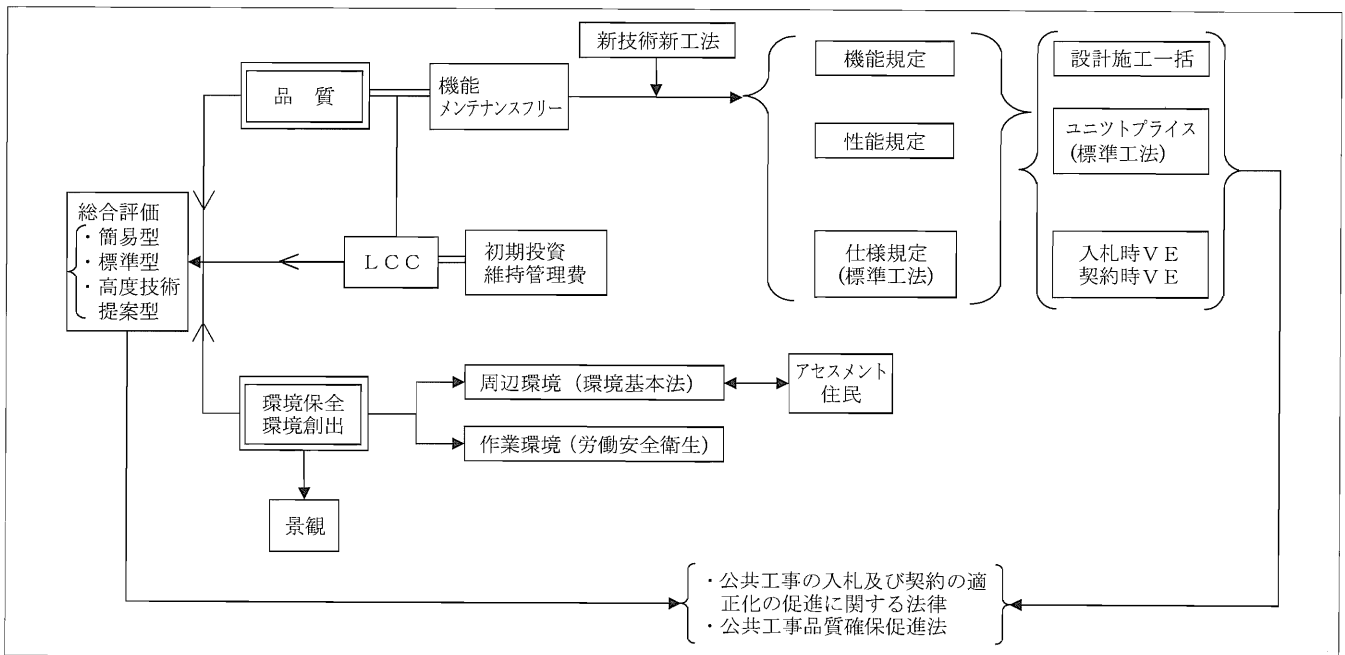 新技術新工法
品 質
機能
メンテナンスフリー
機能規定
性能規定
仕様規定
(標準工法)
設計施工一括
ユニツトプライス
(標準工法)
入札時VE
契約時VE
総合評価
・簡易型
・標準型
・高度技術
提案型
LCC
初期投資
維持管理費
環境保全
環境創出
周辺環境(環境基本法)
アセスメント
住民
作業環境(労働安全衛生)
景観
・公共工事の入札及び契約の適
正化の促進に関する法律
・公共工事品質確保促進法